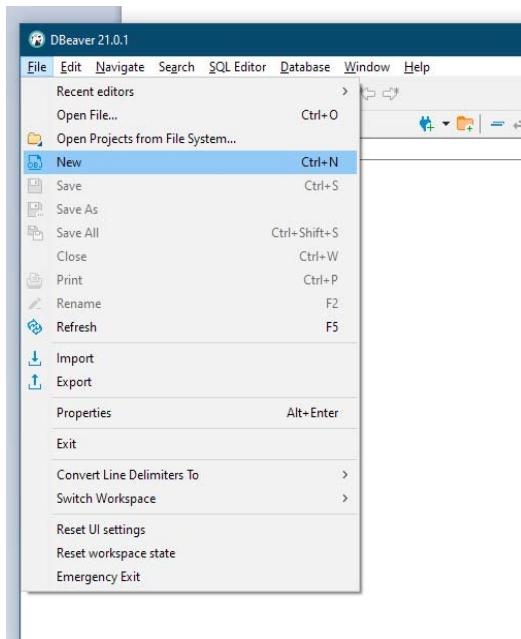 DBeaver 21.0.1
File Edit Navigate Search SQL Editor Database Window Help
Recent editors
Open File... Ctrl+O
Open Projects from File System...
New Ctrl+N
Save Ctrl+S
Save As
Save All Ctrl+Shift+S
Close Ctrl+W
Print Ctrl+P
Rename F2
Refresh F5
Import
Export
Properties Alt+Enter
Exit
Convert Line Delimiters To
Switch Workspace
Reset UI settings
Reset workspace state
Emergency Exit